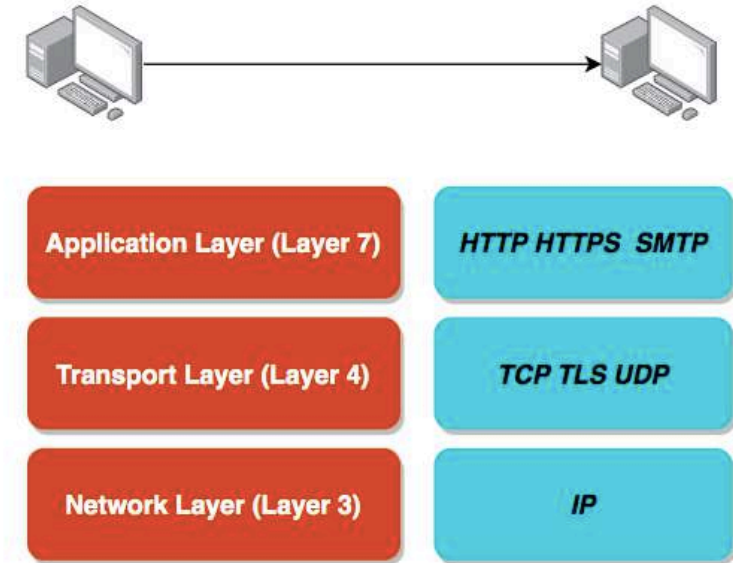 Application Layer (Layer 7)
HTTP HTTPS SMTP
Transport Layer (Layer 4)
TCP TLS UDP
Network Layer (Layer 3)
IP